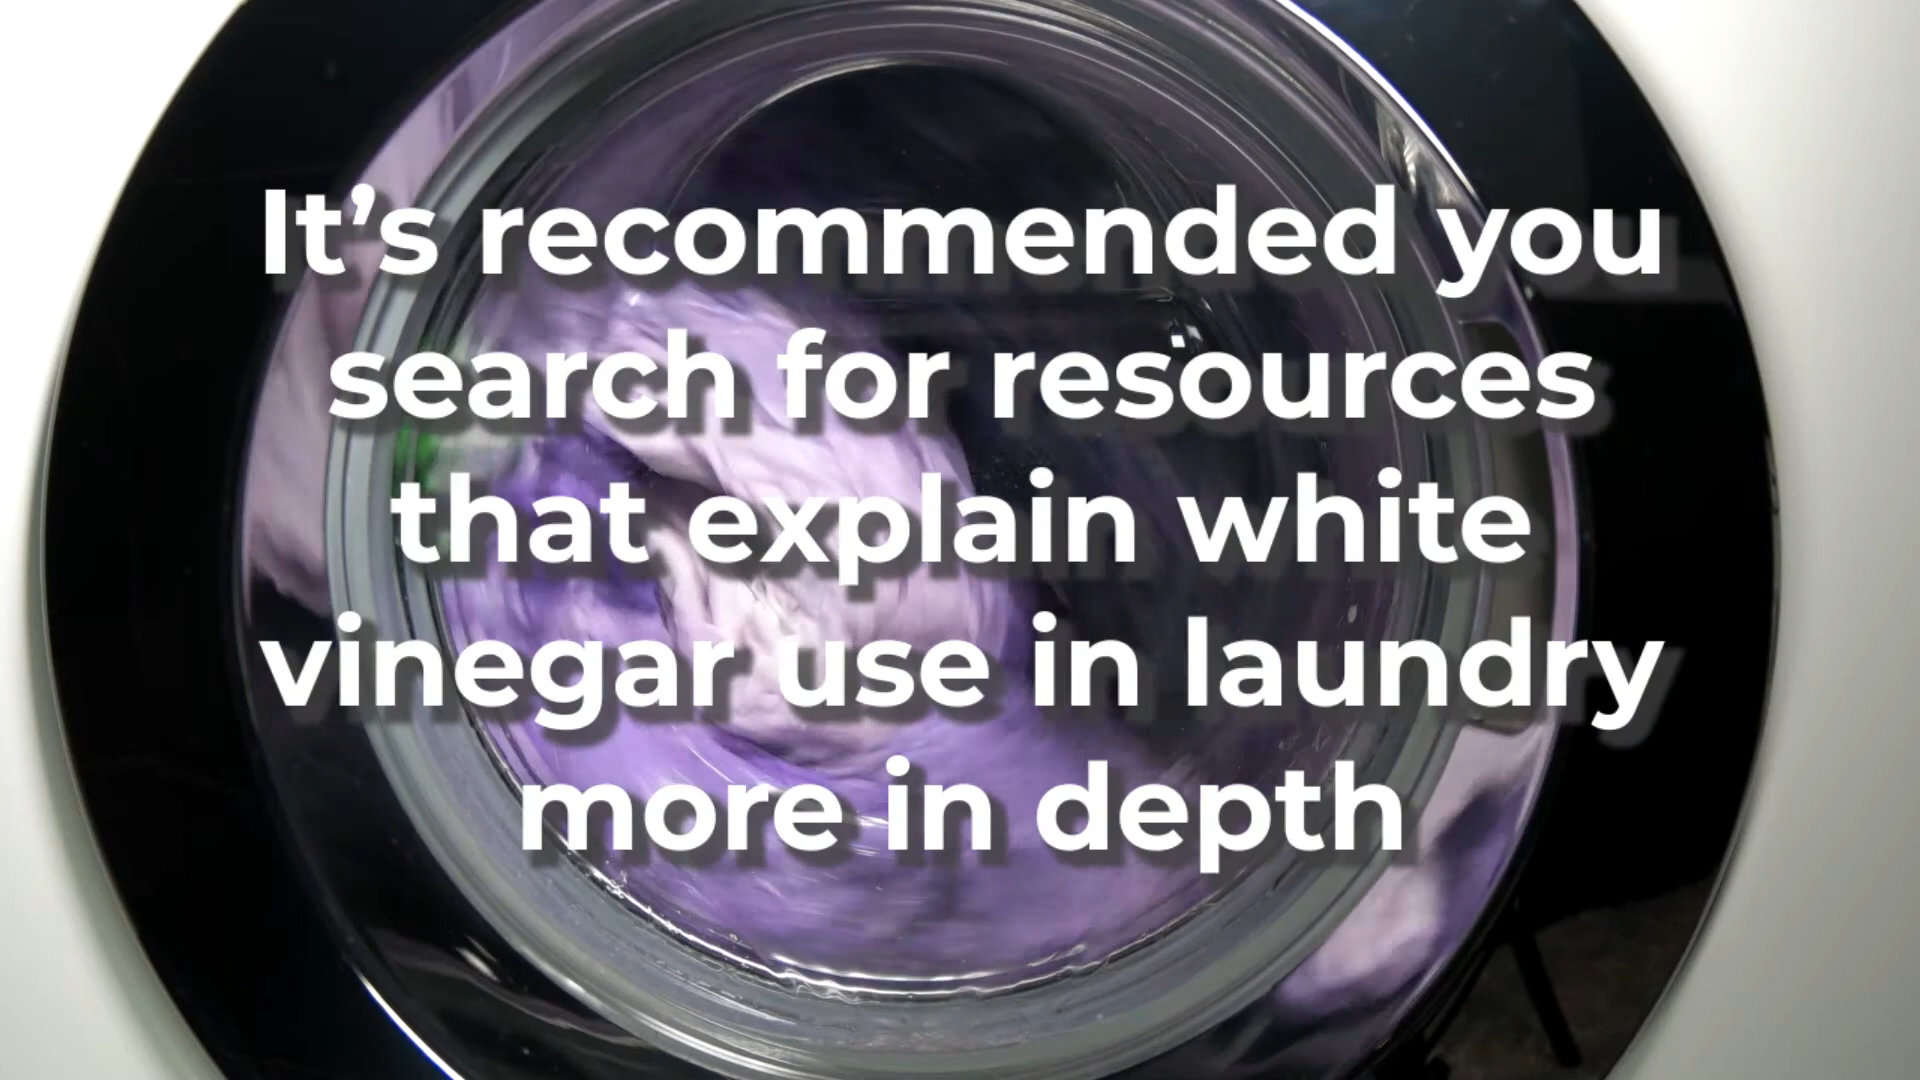 It’s recommended you
search for resources
that explain white
vinegar use in laundry
more in depth